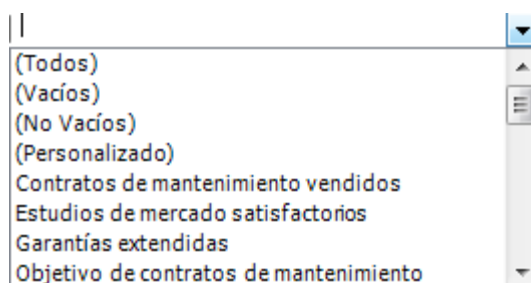 (Todos)
(Vacíos)
(No Vacíos)
(Personalizado)
Contratos de mantenimiento vendidos
Estudios de mercado satisfactorios
Garantías extendidas
Objetivo de contratos de mantenimiento